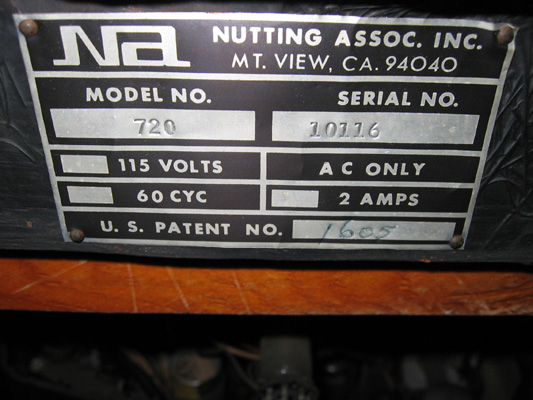 Na NUTTING ASSOC. INC.
MT. VIEW, CA. 94040
MODEL NO. SERIAL NO.
720 10116
115 VOLTS AC ONLY
60 CYC 2 AMPS
U. S. PATENT NO. 1605